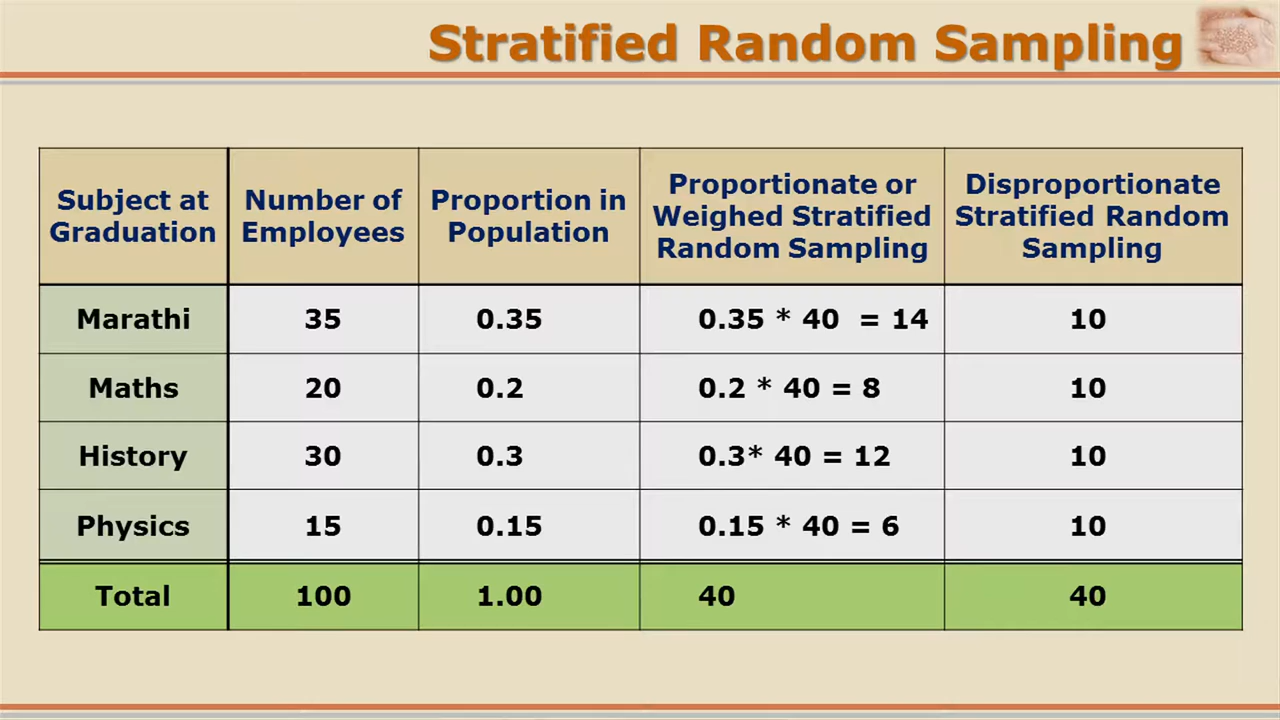 Stratified Random Sampling
Subject at
Graduation
Number of
Employees
Proportion in
Population
Proportionate or
Weighed Stratified
Random Sampling
Disproportionate
Stratified Random
Sampling
Marathi 35 0.35 0.35 * 40 = 14 10
Maths 20 0.2 0.2 * 40 = 8 10
History 30 0.3 0.3* 40 = 12 10
Physics 15 0.15 0.15 * 40 = 6 10
Total 100 1.00 40 40